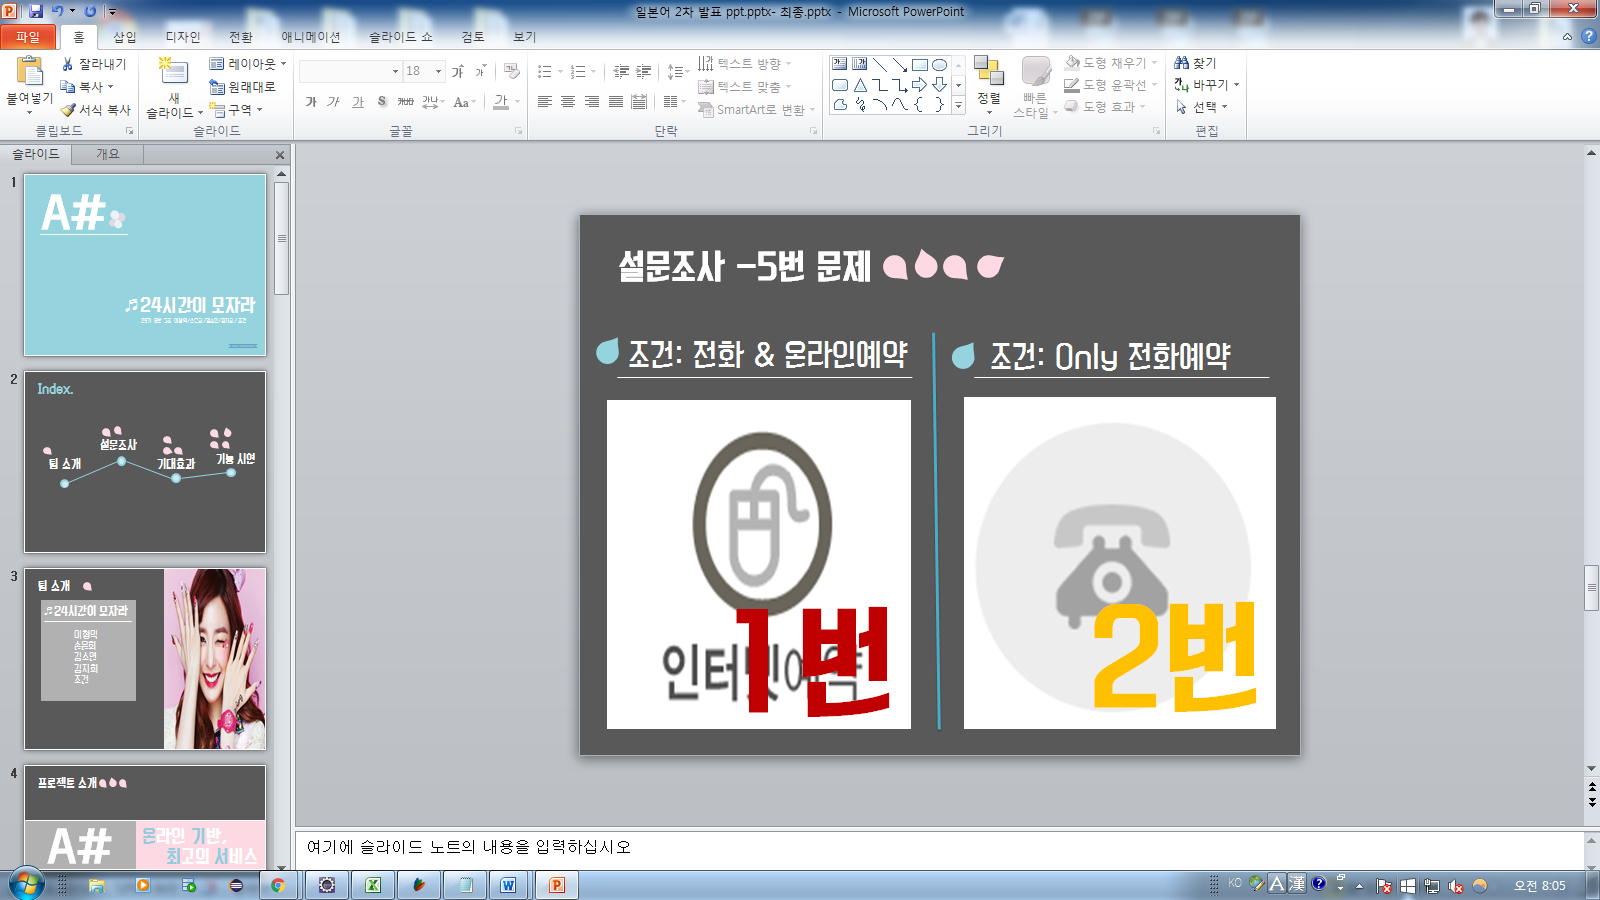 일본어 2차 발표 ppt.pptx- 최종.pptx - Microsoft PowerPoint
파일 홈 삽입 디자인 전환 애니메이션 슬라이드 쇼 검토 보기
붙여넣기
잘라내기
복사
서식 복사
클립보드
새
슬라이드
레이아웃
원래대로
구역
슬라이드
18
가 가
가 가 가 S 가나 Aa 가
글꼴
텍스트 방향
텍스트 맞춤
SmartArt로 변환
단락
정렬
빠른
스타일
도형 채우기
도형 윤곽선
도형 효과
그리기
찾기
바꾸기
선택
편집
슬라이드 개요
1
A#
♬24시간이 모자라
2
Index.
팀 소개
설문조사
기대효과
기능 시연
3
팀 소개
♬24시간이 모자라
김소연
김지희
조건
4
프로젝트 소개
A#
온라인 기반,
최고의 서비스
설문조사 -5번 문제
조건: 전화 & 온라인예약
인터넷예약
1번
조건: Only 전화예약
2번
여기에 슬라이드 노트의 내용을 입력하십시오
KO A 漢
오전 8:05